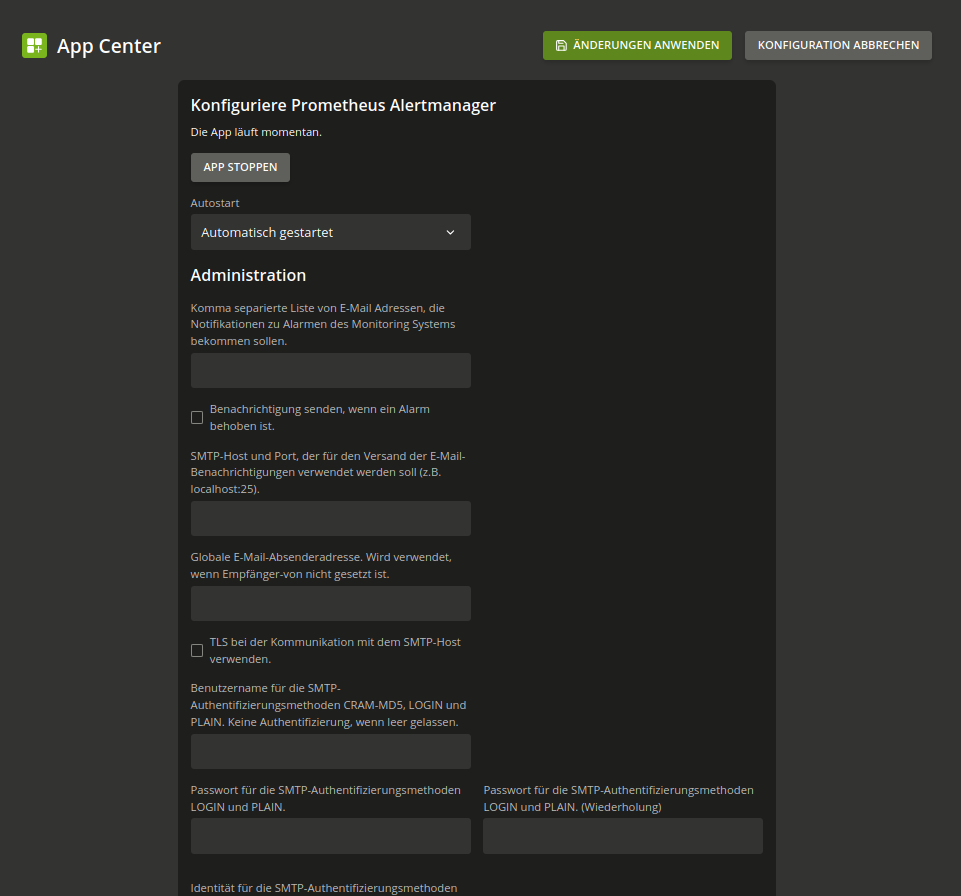 App Center
ÄNDERUNGEN ANWENDEN
KONFIGURATION ABBRECHEN
Konfiguriere Prometheus Alertmanager
Die App läuft momentan.
APP STOPPEN
Autostart
Automatisch gestartet
Administration
Komma separierte Liste von E-Mail Adressen, die
Notifikationen zu Alarmen des Monitoring Systems
bekommen sollen.
Benachrichtigung senden, wenn ein Alarm
behoben ist.
SMTP-Host und Port, der für den Versand der E-Mail-
Benachrichtigungen verwendet werden soll (z.B.
localhost:25).
Globale E-Mail-Absenderadresse. Wird verwendet,
wenn Empfänger-von nicht gesetzt ist.
TLS bei der Kommunikation mit dem SMTP-Host
verwenden.
Benutzername für die SMTP-
Authentifizierungsmethoden CRAM-MD5, LOGIN und
PLAIN. Keine Authentifizierung, wenn leer gelassen.
Passwort für die SMTP-Authentifizierungsmethoden
LOGIN und PLAIN.
Passwort für die SMTP-Authentifizierungsmethoden
LOGIN und PLAIN. (Wiederholung)
Identität für die SMTP-Authentifizierungsmethoden